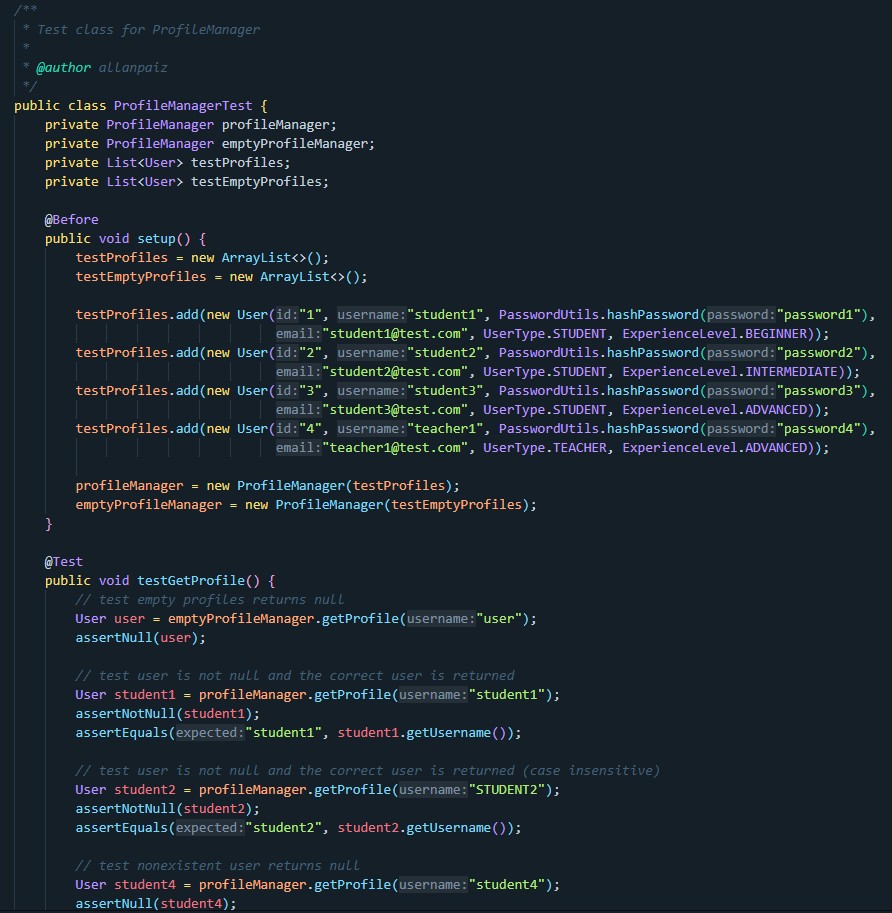 /**
 * Test class for ProfileManager
 *
 * @author allanpaiz
 */
public class ProfileManagerTest {
    private ProfileManager profileManager;
    private ProfileManager emptyProfileManager;
    private List<User> testProfiles;
    private List<User> testEmptyProfiles;

    @Before
    public void setup() {
        testProfiles = new ArrayList<>();
        testEmptyProfiles = new ArrayList<>();

        testProfiles.add(new User(id:"1", username:"student1", PasswordUtils.hashPassword(password:"password1"),
                                  email:"student1@test.com", UserType.STUDENT, ExperienceLevel.BEGINNER));
        testProfiles.add(new User(id:"2", username:"student2", PasswordUtils.hashPassword(password:"password2"),
                                  email:"student2@test.com", UserType.STUDENT, ExperienceLevel.INTERMEDIATE));
        testProfiles.add(new User(id:"3", username:"student3", PasswordUtils.hashPassword(password:"password3"),
                                  email:"student3@test.com", UserType.STUDENT, ExperienceLevel.ADVANCED));
        testProfiles.add(new User(id:"4", username:"teacher1", PasswordUtils.hashPassword(password:"password4"),
                                  email:"teacher1@test.com", UserType.TEACHER, ExperienceLevel.ADVANCED));

        profileManager = new ProfileManager(testProfiles);
        emptyProfileManager = new ProfileManager(testEmptyProfiles);
    }

    @Test
    public void testGetProfile() {
        // test empty profiles returns null
        User user = emptyProfileManager.getProfile(username:"user");
        assertNull(user);

        // test user is not null and the correct user is returned
        User student1 = profileManager.getProfile(username:"student1");
        assertNotNull(student1);
        assertEquals(expected:"student1", student1.getUsername());

        // test user is not null and the correct user is returned (case insensitive)
        User student2 = profileManager.getProfile(username:"STUDENT2");
        assertNotNull(student2);
        assertEquals(expected:"student2", student2.getUsername());

        // test nonexistent user returns null
        User student4 = profileManager.getProfile(username:"student4");
        assertNull(student4);